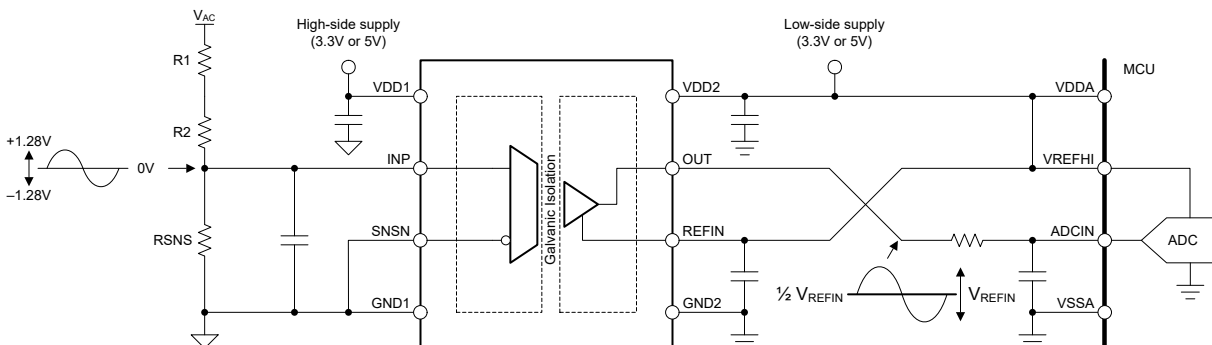 VAC
High-side supply
(3.3V or 5V)
Low-side supply
(3.3V or 5V)
MCU
R1
VDD1
VDD2
VDDA
R2
+1.28V
0V
–1.28V
INP
OUT
VREFHI
Galvanic Isolation
RSNS
SNSN
REFIN
ADCIN
ADC
½ VREFIN
VREFIN
GND1
GND2
VSSA